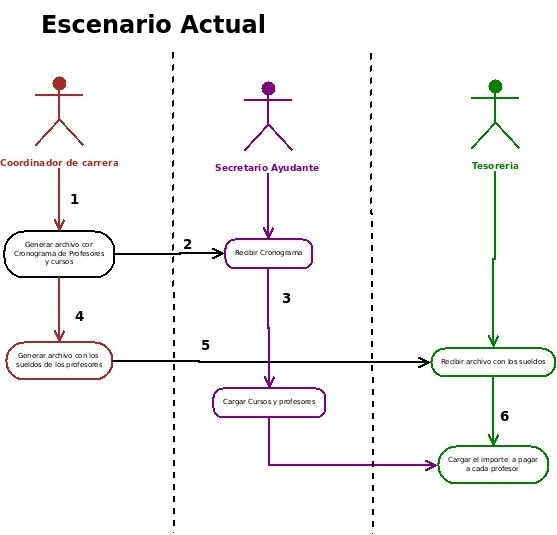 Escenario Actual
Coordinador de carrera
Secretario Ayudante
Tesoreria
1
Generar archivo cor
Cronograma de Profesores
y cursos
2
Recibir Cronograma
3
4
Generar archivo con los
sueldos de los profesores
5
Recibir archivo con los sueldos
Cargar Cursos y profesores
6
Cargar el importe a pagar
a cada profesor